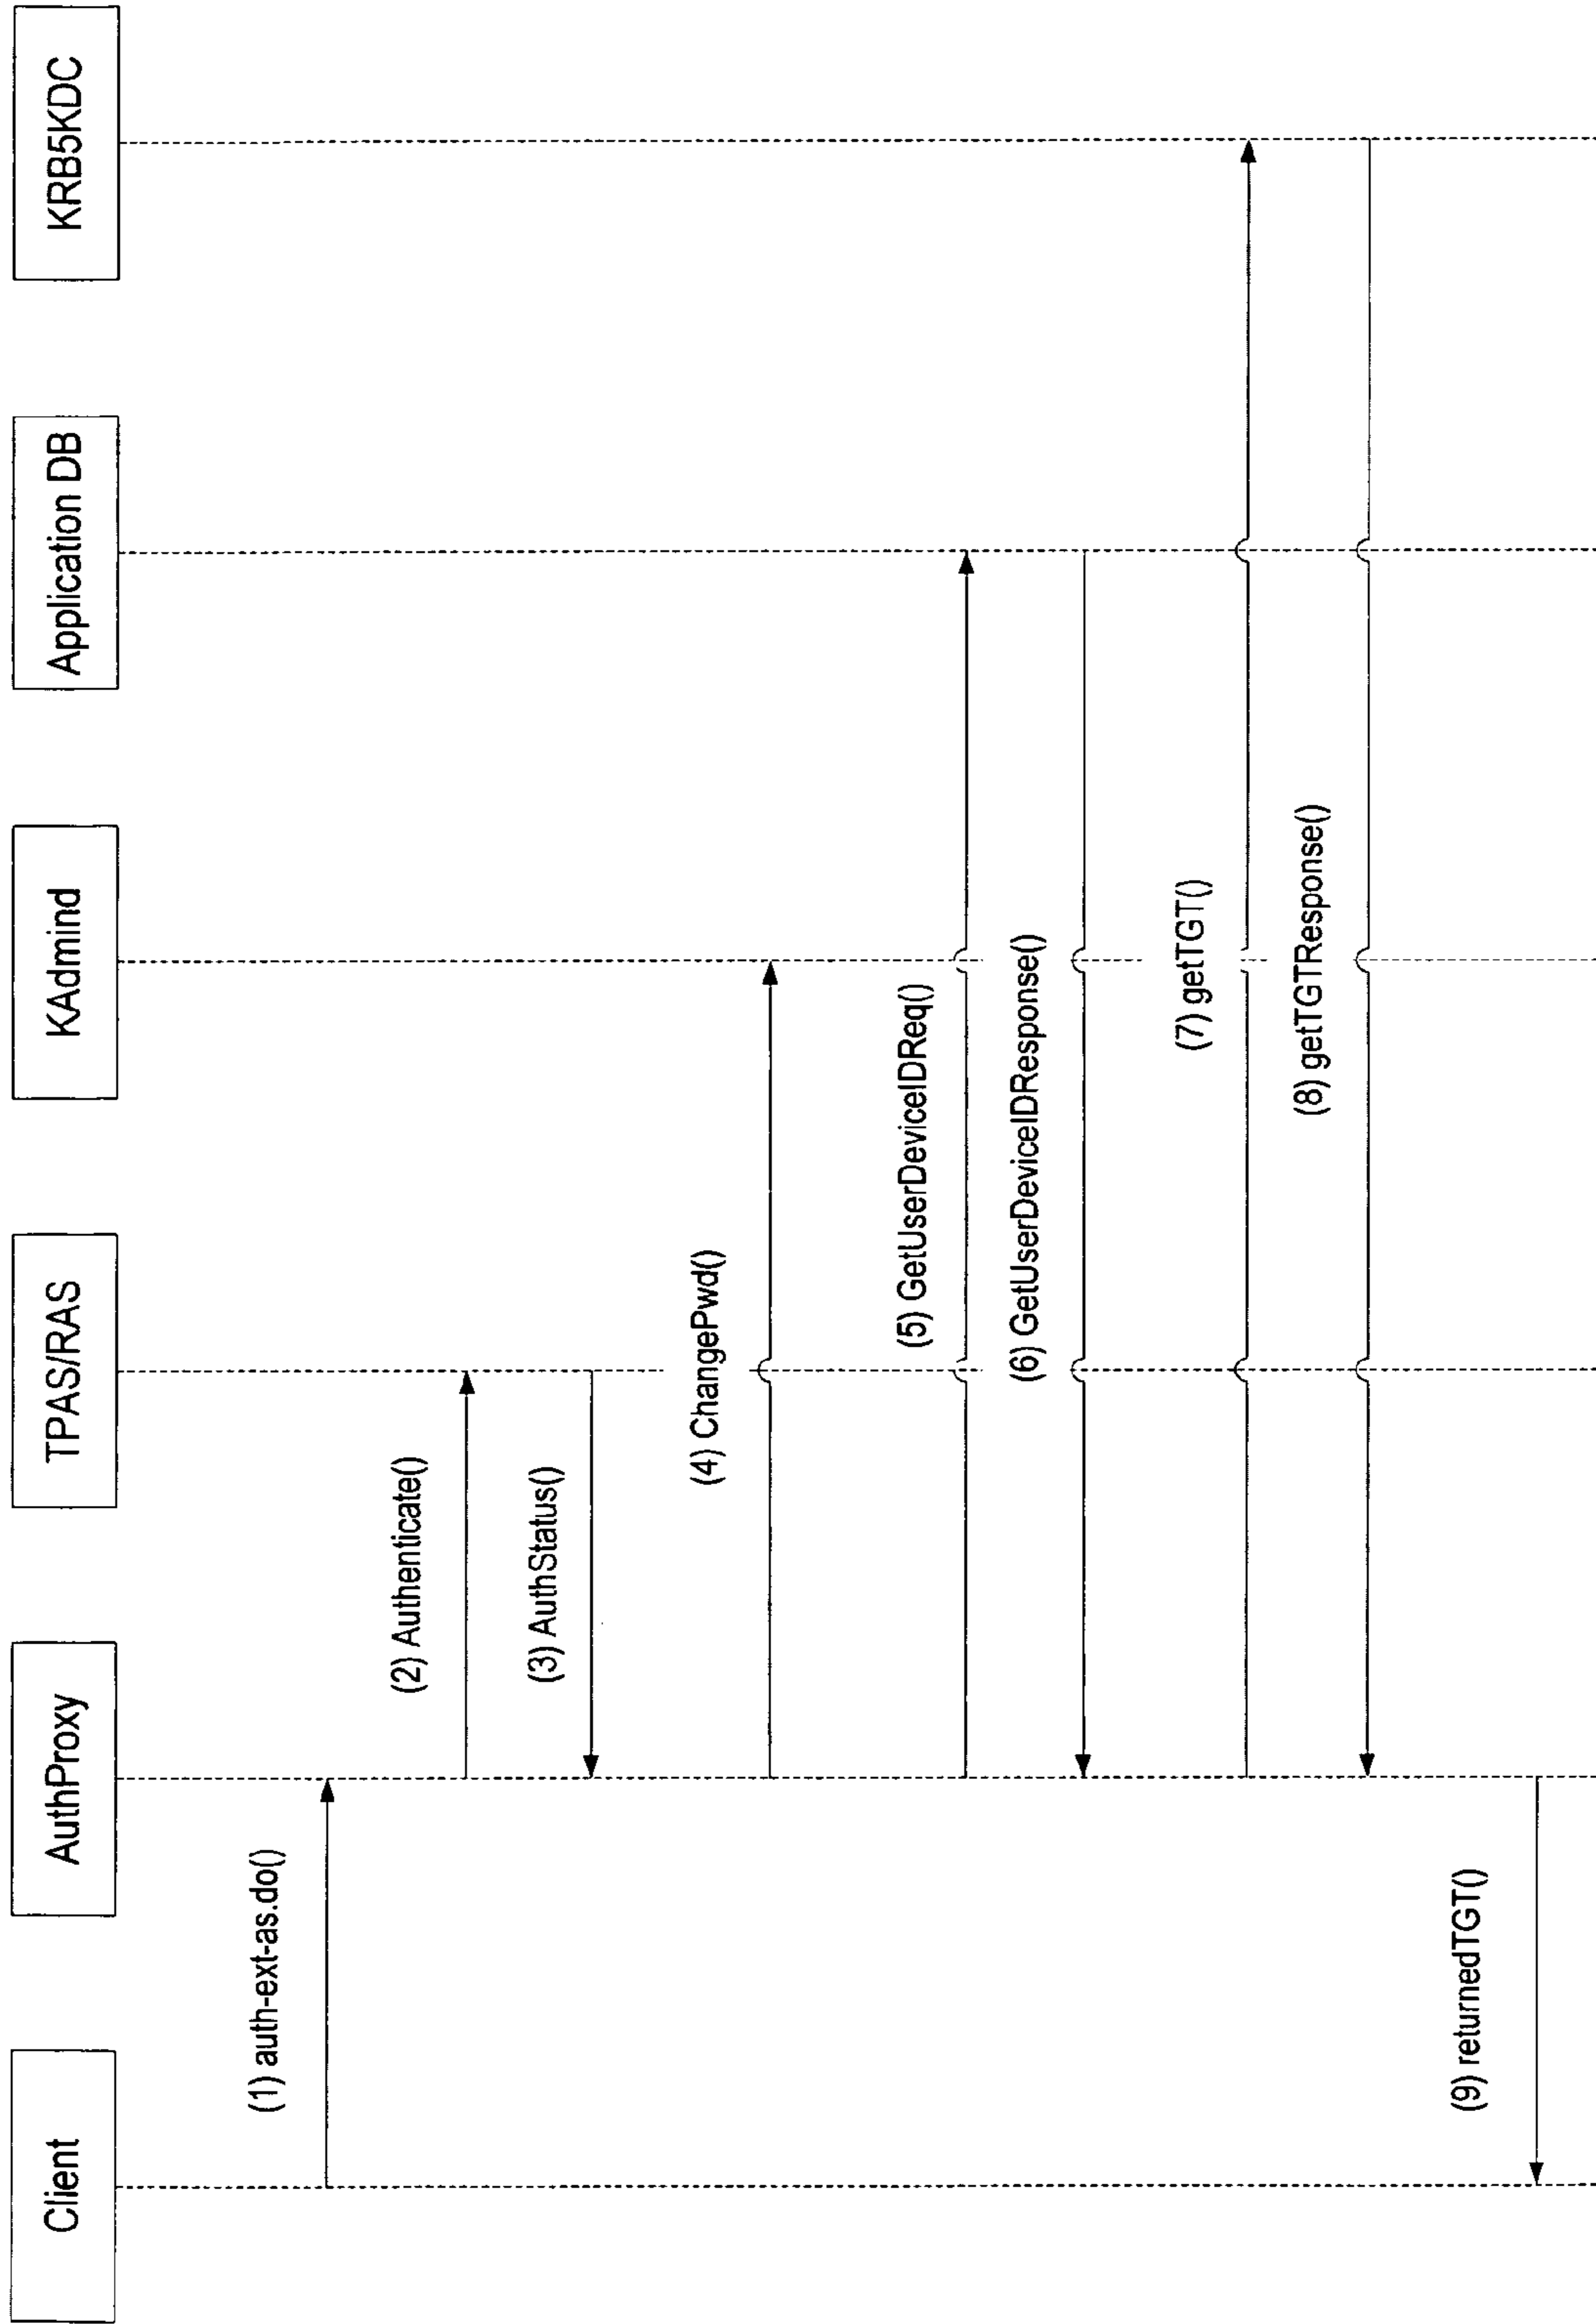 Client
AuthProxy
TPAS/RAS
KAdmind
Application DB
KRB5KDC
(1) auth-ext-as.do()
(2) Authenticate()
(3) AuthStatus()
(4) ChangePwd()
(5) GetUserDeviceIDReq()
(6) GetUserDeviceIDResponse()
(7) getTGT()
(8) getTGTResponse()
(9) returnedTGT()